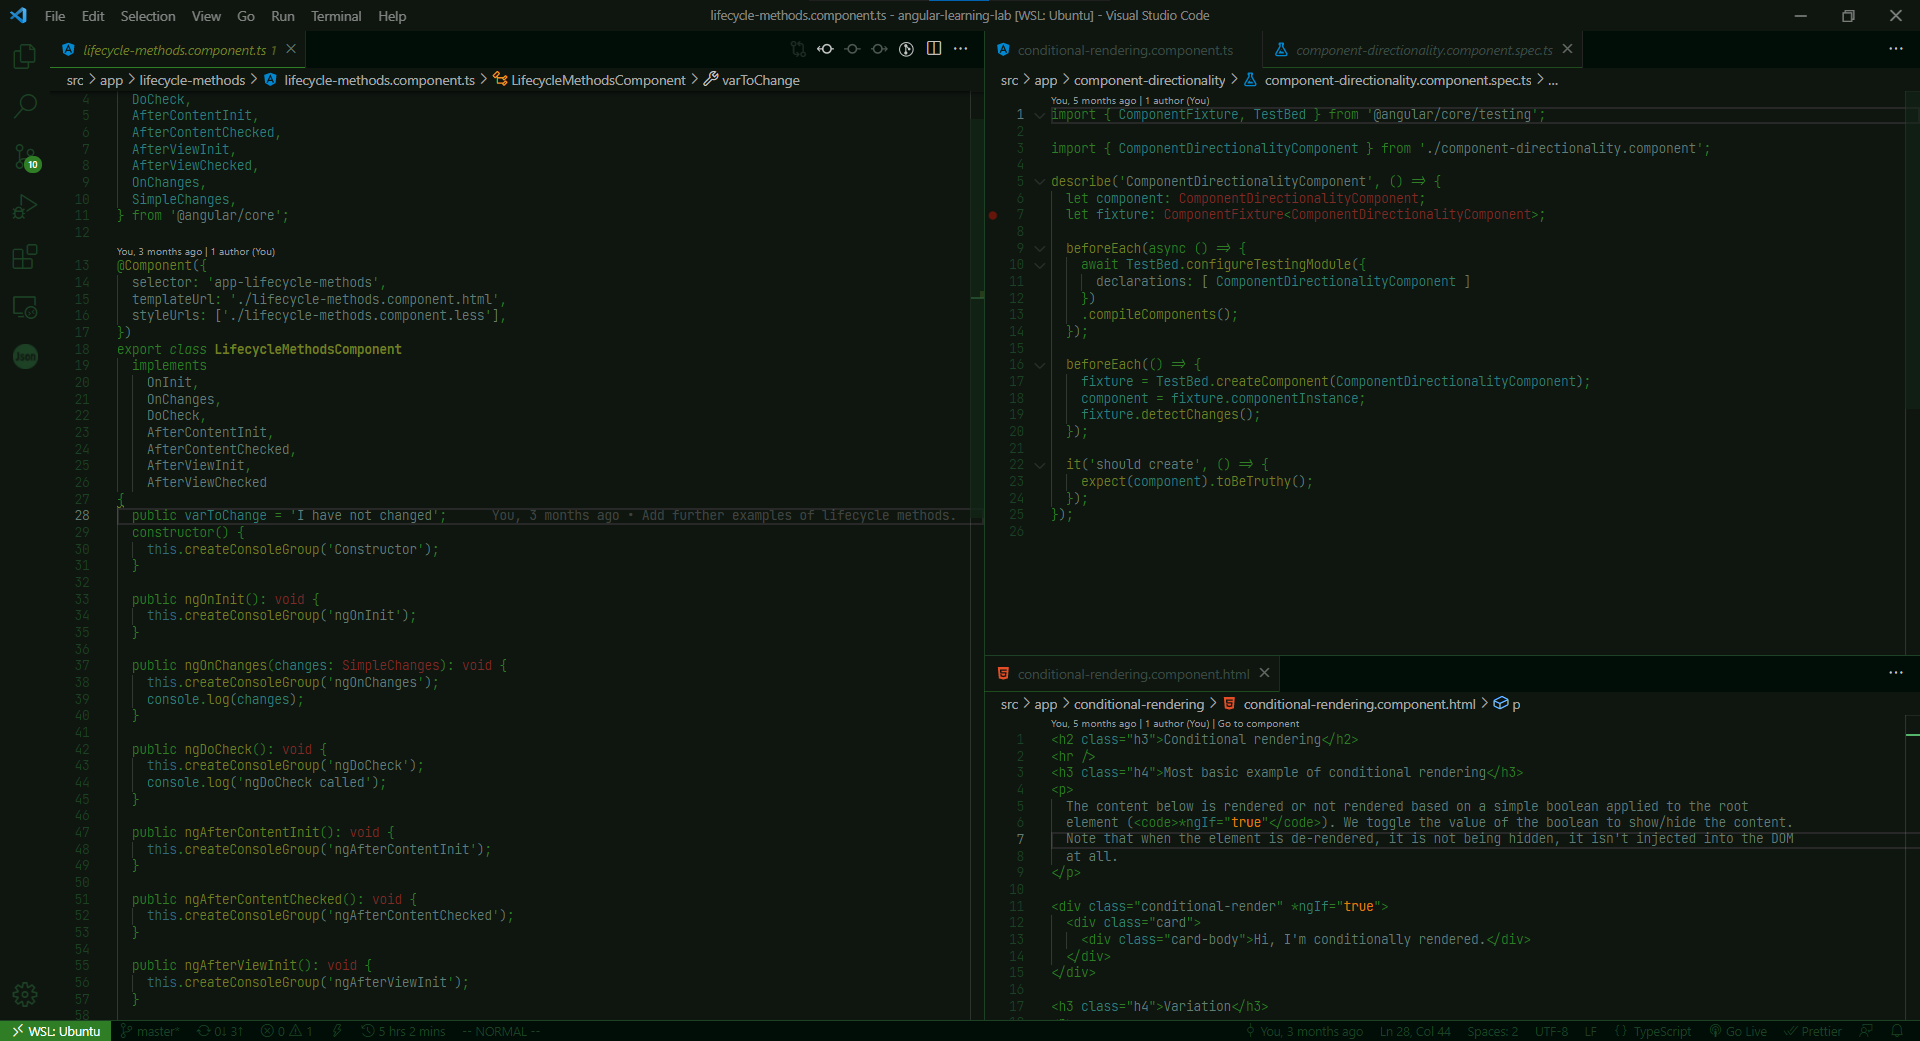 File Edit Selection View Go Run Terminal Help
lifecycle-methods.component.ts - angular-learning-lab [WSL: Ubuntu] - Visual Studio Code
lifecycle-methods.component.ts 1
src > app > lifecycle-methods > lifecycle-methods.component.ts > LifecycleMethodsComponent > varToChange
10
Json
4 DoCheck,
5 AfterContentInit,
6 AfterContentChecked,
7 AfterViewInit,
8 AfterViewChecked,
9 OnChanges,
10 SimpleChanges,
11 } from '@angular/core';
12
You, 3 months ago | 1 author (You)
13 @Component({
14 selector: 'app-lifecycle-methods',
15 templateUrl: './lifecycle-methods.component.html',
16 styleUrls: ['./lifecycle-methods.component.less'],
17 })
18 export class LifecycleMethodsComponent
19 implements
20 OnInit,
21 OnChanges,
22 DoCheck,
23 AfterContentInit,
24 AfterContentChecked,
25 AfterViewInit,
26 AfterViewChecked
27 {
28 public varToChange = 'I have not changed'; You, 3 months ago • Add further examples of lifecycle methods.
29 constructor() {
30 this.createConsoleGroup('Constructor');
31 }
32
33 public ngOnInit(): void {
34 this.createConsoleGroup('ngOnInit');
35 }
36
37 public ngOnChanges(changes: SimpleChanges): void {
38 this.createConsoleGroup('ngOnChanges');
39 console.log(changes);
40 }
41
42 public ngDoCheck(): void {
43 this.createConsoleGroup('ngDoCheck');
44 console.log('ngDoCheck called');
45 }
46
47 public ngAfterContentInit(): void {
48 this.createConsoleGroup('ngAfterContentInit');
49 }
50
51 public ngAfterContentChecked(): void {
52 this.createConsoleGroup('ngAfterContentChecked');
53 }
54
55 public ngAfterViewInit(): void {
56 this.createConsoleGroup('ngAfterViewInit');
57 }
58
conditional-rendering.component.ts component-directionality.component.spec.ts
src > app > component-directionality > component-directionality.component.spec.ts > ...
You, 5 months ago | 1 author (You)
1 import { ComponentFixture, TestBed } from '@angular/core/testing';
2
3 import { ComponentDirectionalityComponent } from './component-directionality.component';
4
5 describe('ComponentDirectionalityComponent', () => {
6 let component: ComponentDirectionalityComponent;
7 let fixture: ComponentFixture<ComponentDirectionalityComponent>;
8
9 beforeEach(async () => {
10 await TestBed.configureTestingModule({
11 declarations: [ ComponentDirectionalityComponent ]
12 })
13 .compileComponents();
14 });
15
16 beforeEach(() => {
17 fixture = TestBed.createComponent(ComponentDirectionalityComponent);
18 component = fixture.componentInstance;
19 fixture.detectChanges();
20 });
21
22 it('should create', () => {
23 expect(component).toBeTruthy();
24 });
25 });
26
conditional-rendering.component.html
src > app > conditional-rendering > conditional-rendering.component.html > p
You, 5 months ago | 1 author (You) | Go to component
1 <h2 class="h3">Conditional rendering</h2>
2 <hr />
3 <h3 class="h4">Most basic example of conditional rendering</h3>
4 <p>
5 The content below is rendered or not rendered based on a simple boolean applied to the root
6 element (<code>*ngIf="true"</code>). We toggle the value of the boolean to show/hide the content.
7 Note that when the element is de-rendered, it is not being hidden, it isn't injected into the DOM
8 at all.
9 </p>
10
11 <div class="conditional-render" *ngIf="true">
12 <div class="card">
13 <div class="card-body">Hi, I'm conditionally rendered.</div>
14 </div>
15 </div>
16
17 <h3 class="h4">Variation</h3>
WSL: Ubuntu master* 0↓ 3↑ 0 1 5 hrs 2 mins -- NORMAL -- You, 3 months ago Ln 28, Col 44 Spaces: 2 UTF-8 LF { } TypeScript Go Live Prettier